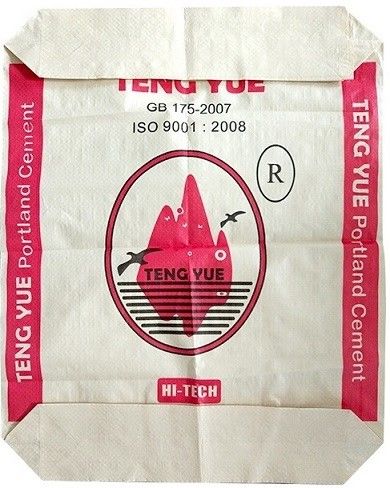 TENG YUE
GB 175-2007
ISO 9001 : 2008
R
TENG YUE
HI-TECH
TENG YUE Portland Cement
TENG YUE Portland Cement